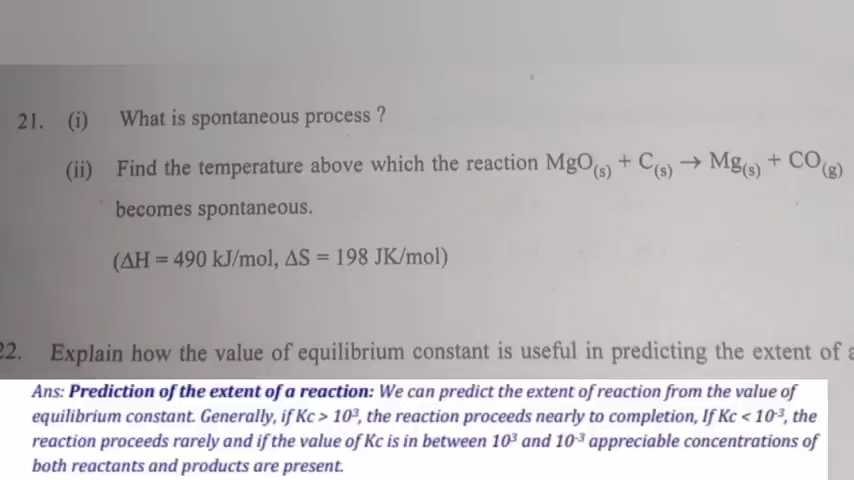 21. (i) What is spontaneous process ?
(ii) Find the temperature above which the reaction MgO(s) + C(s) → Mg(s) + CO(g)
becomes spontaneous.
(ΔH = 490 kJ/mol, ΔS = 198 JK/mol)
22. Explain how the value of equilibrium constant is useful in predicting the extent of
Ans: Prediction of the extent of a reaction: We can predict the extent of reaction from the value of
equilibrium constant. Generally, if Kc > 10³, the reaction proceeds nearly to completion, If Kc < 10⁻³, the
reaction proceeds rarely and if the value of Kc is in between 10³ and 10⁻³ appreciable concentrations of
both reactants and products are present.